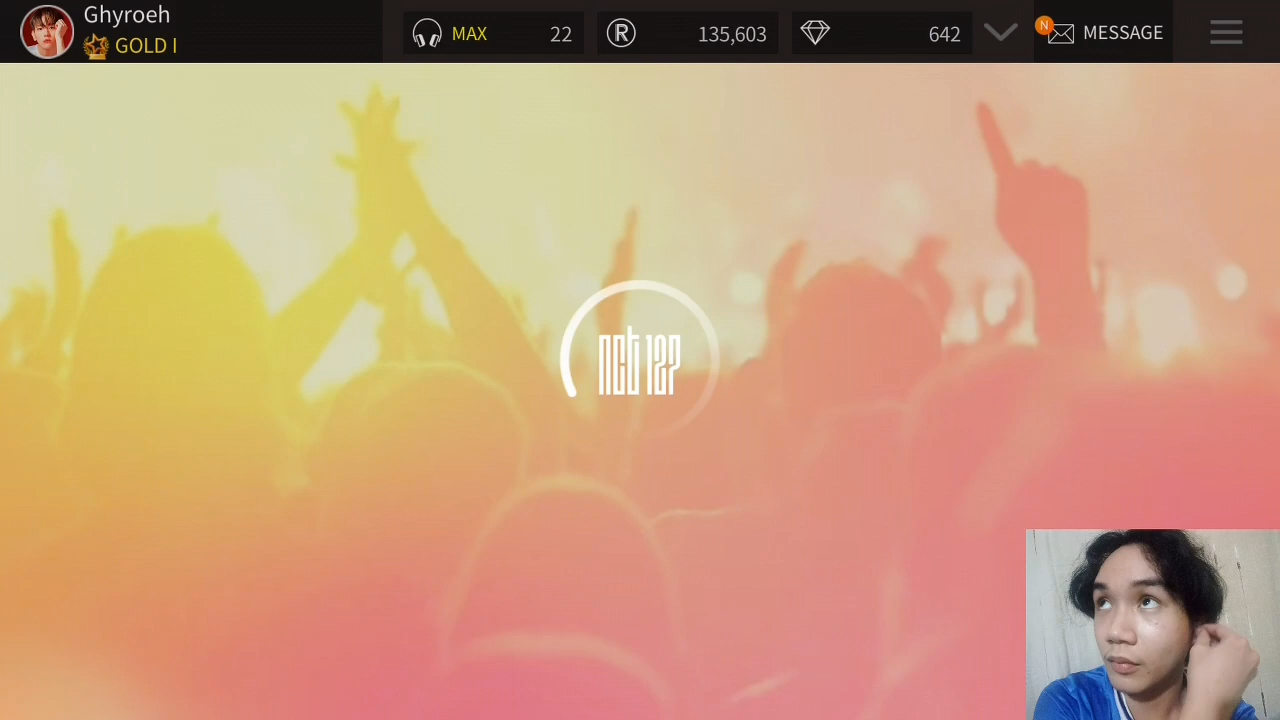 Ghyroeh
GOLD I
MAX 22
R 135,603
642
N MESSAGE
nct 127